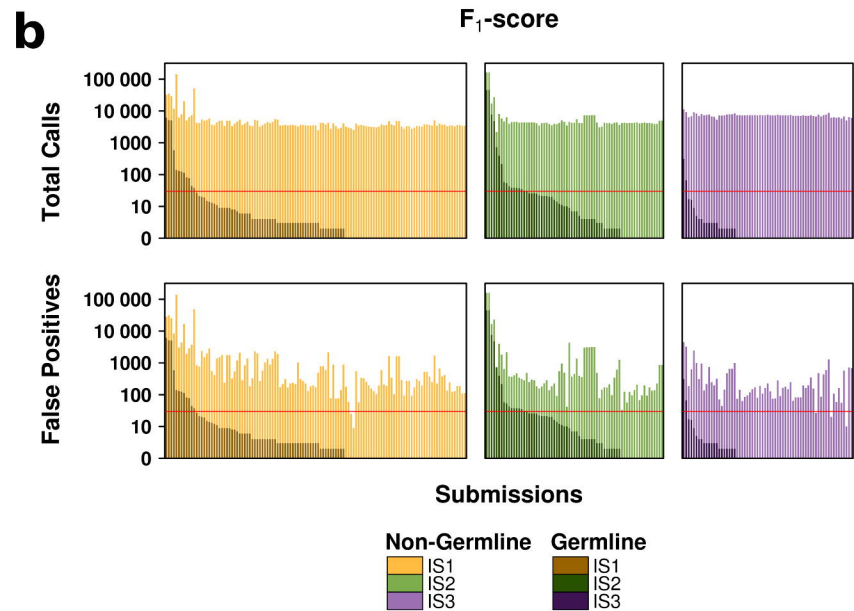 b
F1-score
Total Calls
100 000
10 000
1000
100
10
0
False Positives
100 000
10 000
1000
100
10
0
Submissions
Non-Germline
IS1
IS2
IS3
Germline
IS1
IS2
IS3